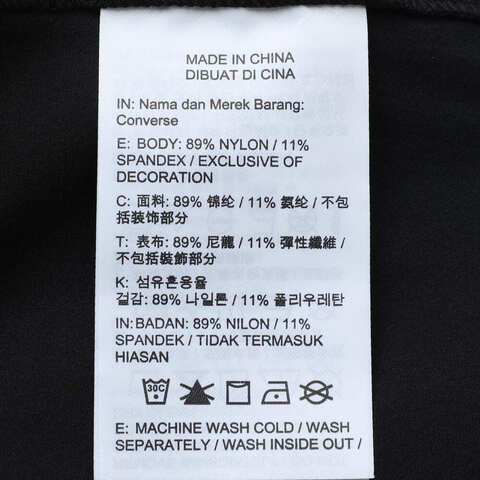 MADE IN CHINA
DIBUAT DI CINA
IN: Nama dan Merek Barang:
Converse
E: BODY: 89% NYLON / 11%
SPANDEX / EXCLUSIVE OF
DECORATION
C: 面料: 89% 锦纶 / 11% 氨纶 / 不包
括装饰部分
T: 表布: 89% 尼龍 / 11% 彈性纖維 /
不包括裝飾部分
K: 섬유혼용율
겉감: 89% 나일론 / 11% 폴리우레탄
IN: BADAN: 89% NILON / 11%
SPANDEK / TIDAK TERMASUK
HIASAN
30C
E: MACHINE WASH COLD / WASH
SEPARATELY / WASH INSIDE OUT /